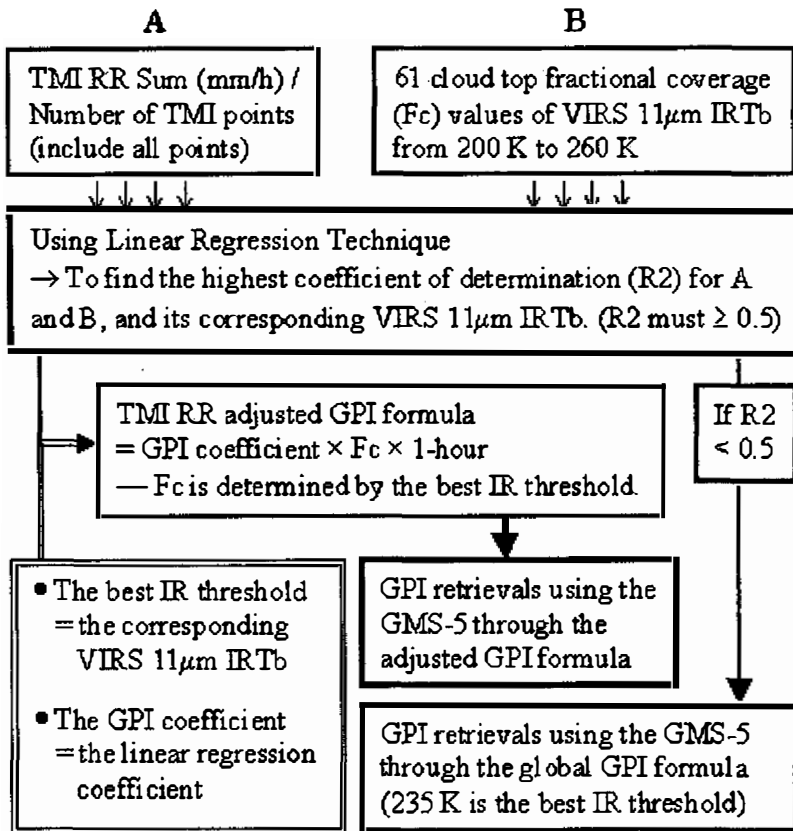 A
TMI RR Sum (mm/h) /
Number of TMI points
(include all points)
B
61 cloud top fractional coverage
(Fc) values of VIRS 11μm IRTb
from 200 K to 260 K
Using Linear Regression Technique
→ To find the highest coefficient of determination (R2) for A
and B, and its corresponding VIRS 11μm IRTb. (R2 must ≥ 0.5)
TMI RR adjusted GPI formula
= GPI coefficient × Fc × 1-hour
— Fc is determined by the best IR threshold.
If R2
< 0.5
• The best IR threshold
= the corresponding
VIRS 11μm IRTb
• The GPI coefficient
= the linear regression
coefficient
GPI retrievals using the
GMS-5 through the
adjusted GPI formula
GPI retrievals using the GMS-5
through the global GPI formula
(235 K is the best IR threshold)